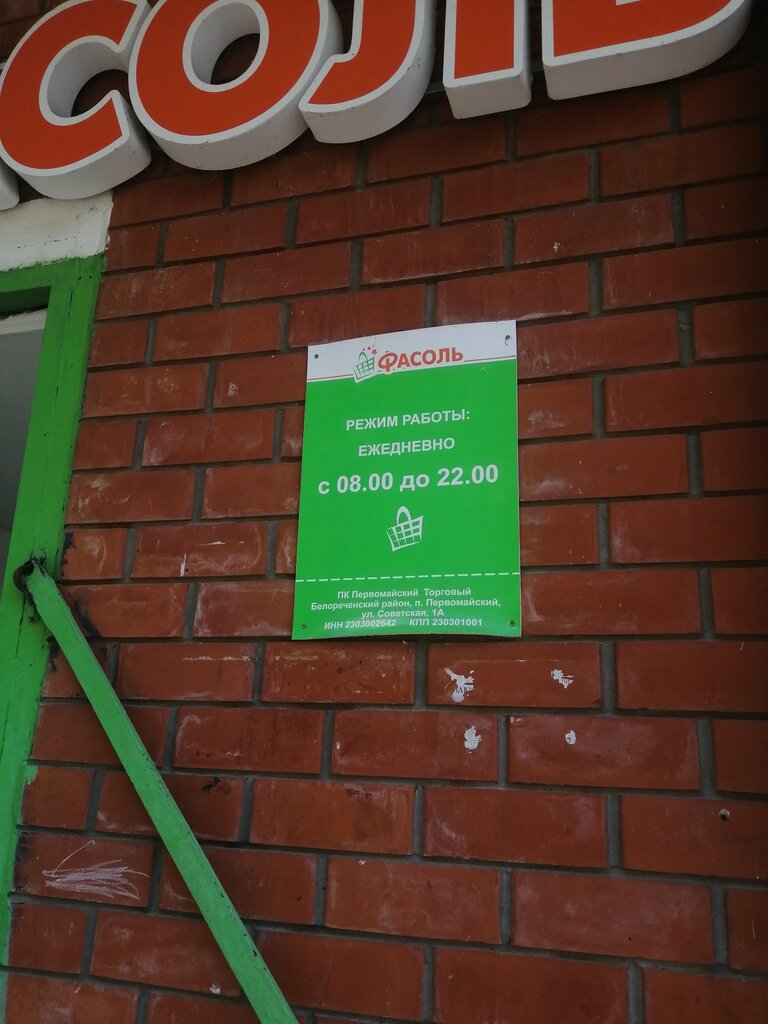 СОЛЬ
ФАСОЛЬ
РЕЖИМ РАБОТЫ:
ЕЖЕДНЕВНО
с 08.00 до 22.00
ПК Первомайский Торговый
Белореченский район, п. Первомайский,
ул. Советская, 1А
ИНН 2303002642 КПП 230301001